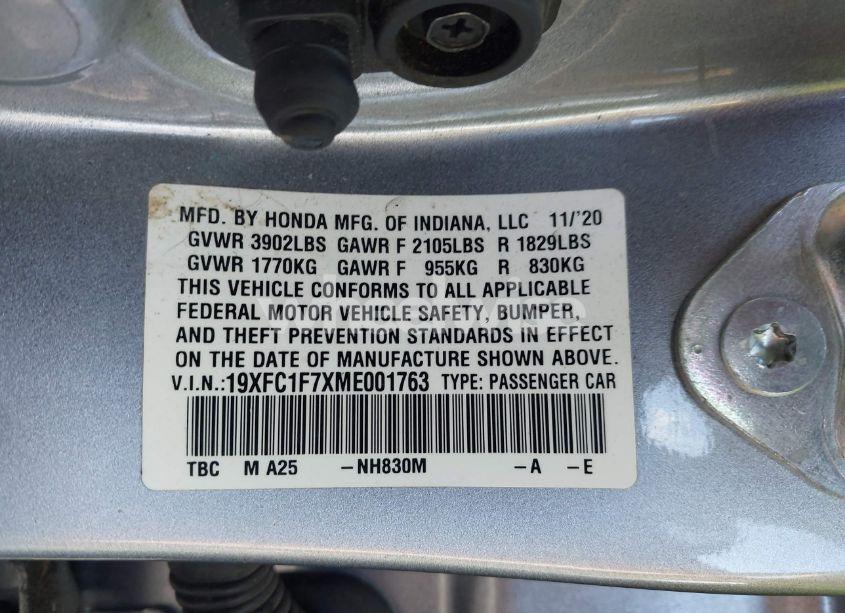 MFD. BY HONDA MFG. OF INDIANA, LLC 11/'20
GVWR 3902LBS GAWR F 2105LBS R 1829LBS
GVWR 1770KG GAWR F 955KG R 830KG
THIS VEHICLE CONFORMS TO ALL APPLICABLE
FEDERAL MOTOR VEHICLE SAFETY, BUMPER,
AND THEFT PREVENTION STANDARDS IN EFFECT
ON THE DATE OF MANUFACTURE SHOWN ABOVE.
V.I.N.:19XFC1F7XME001763 TYPE: PASSENGER CAR
TBC M A25 -NH830M -A -E